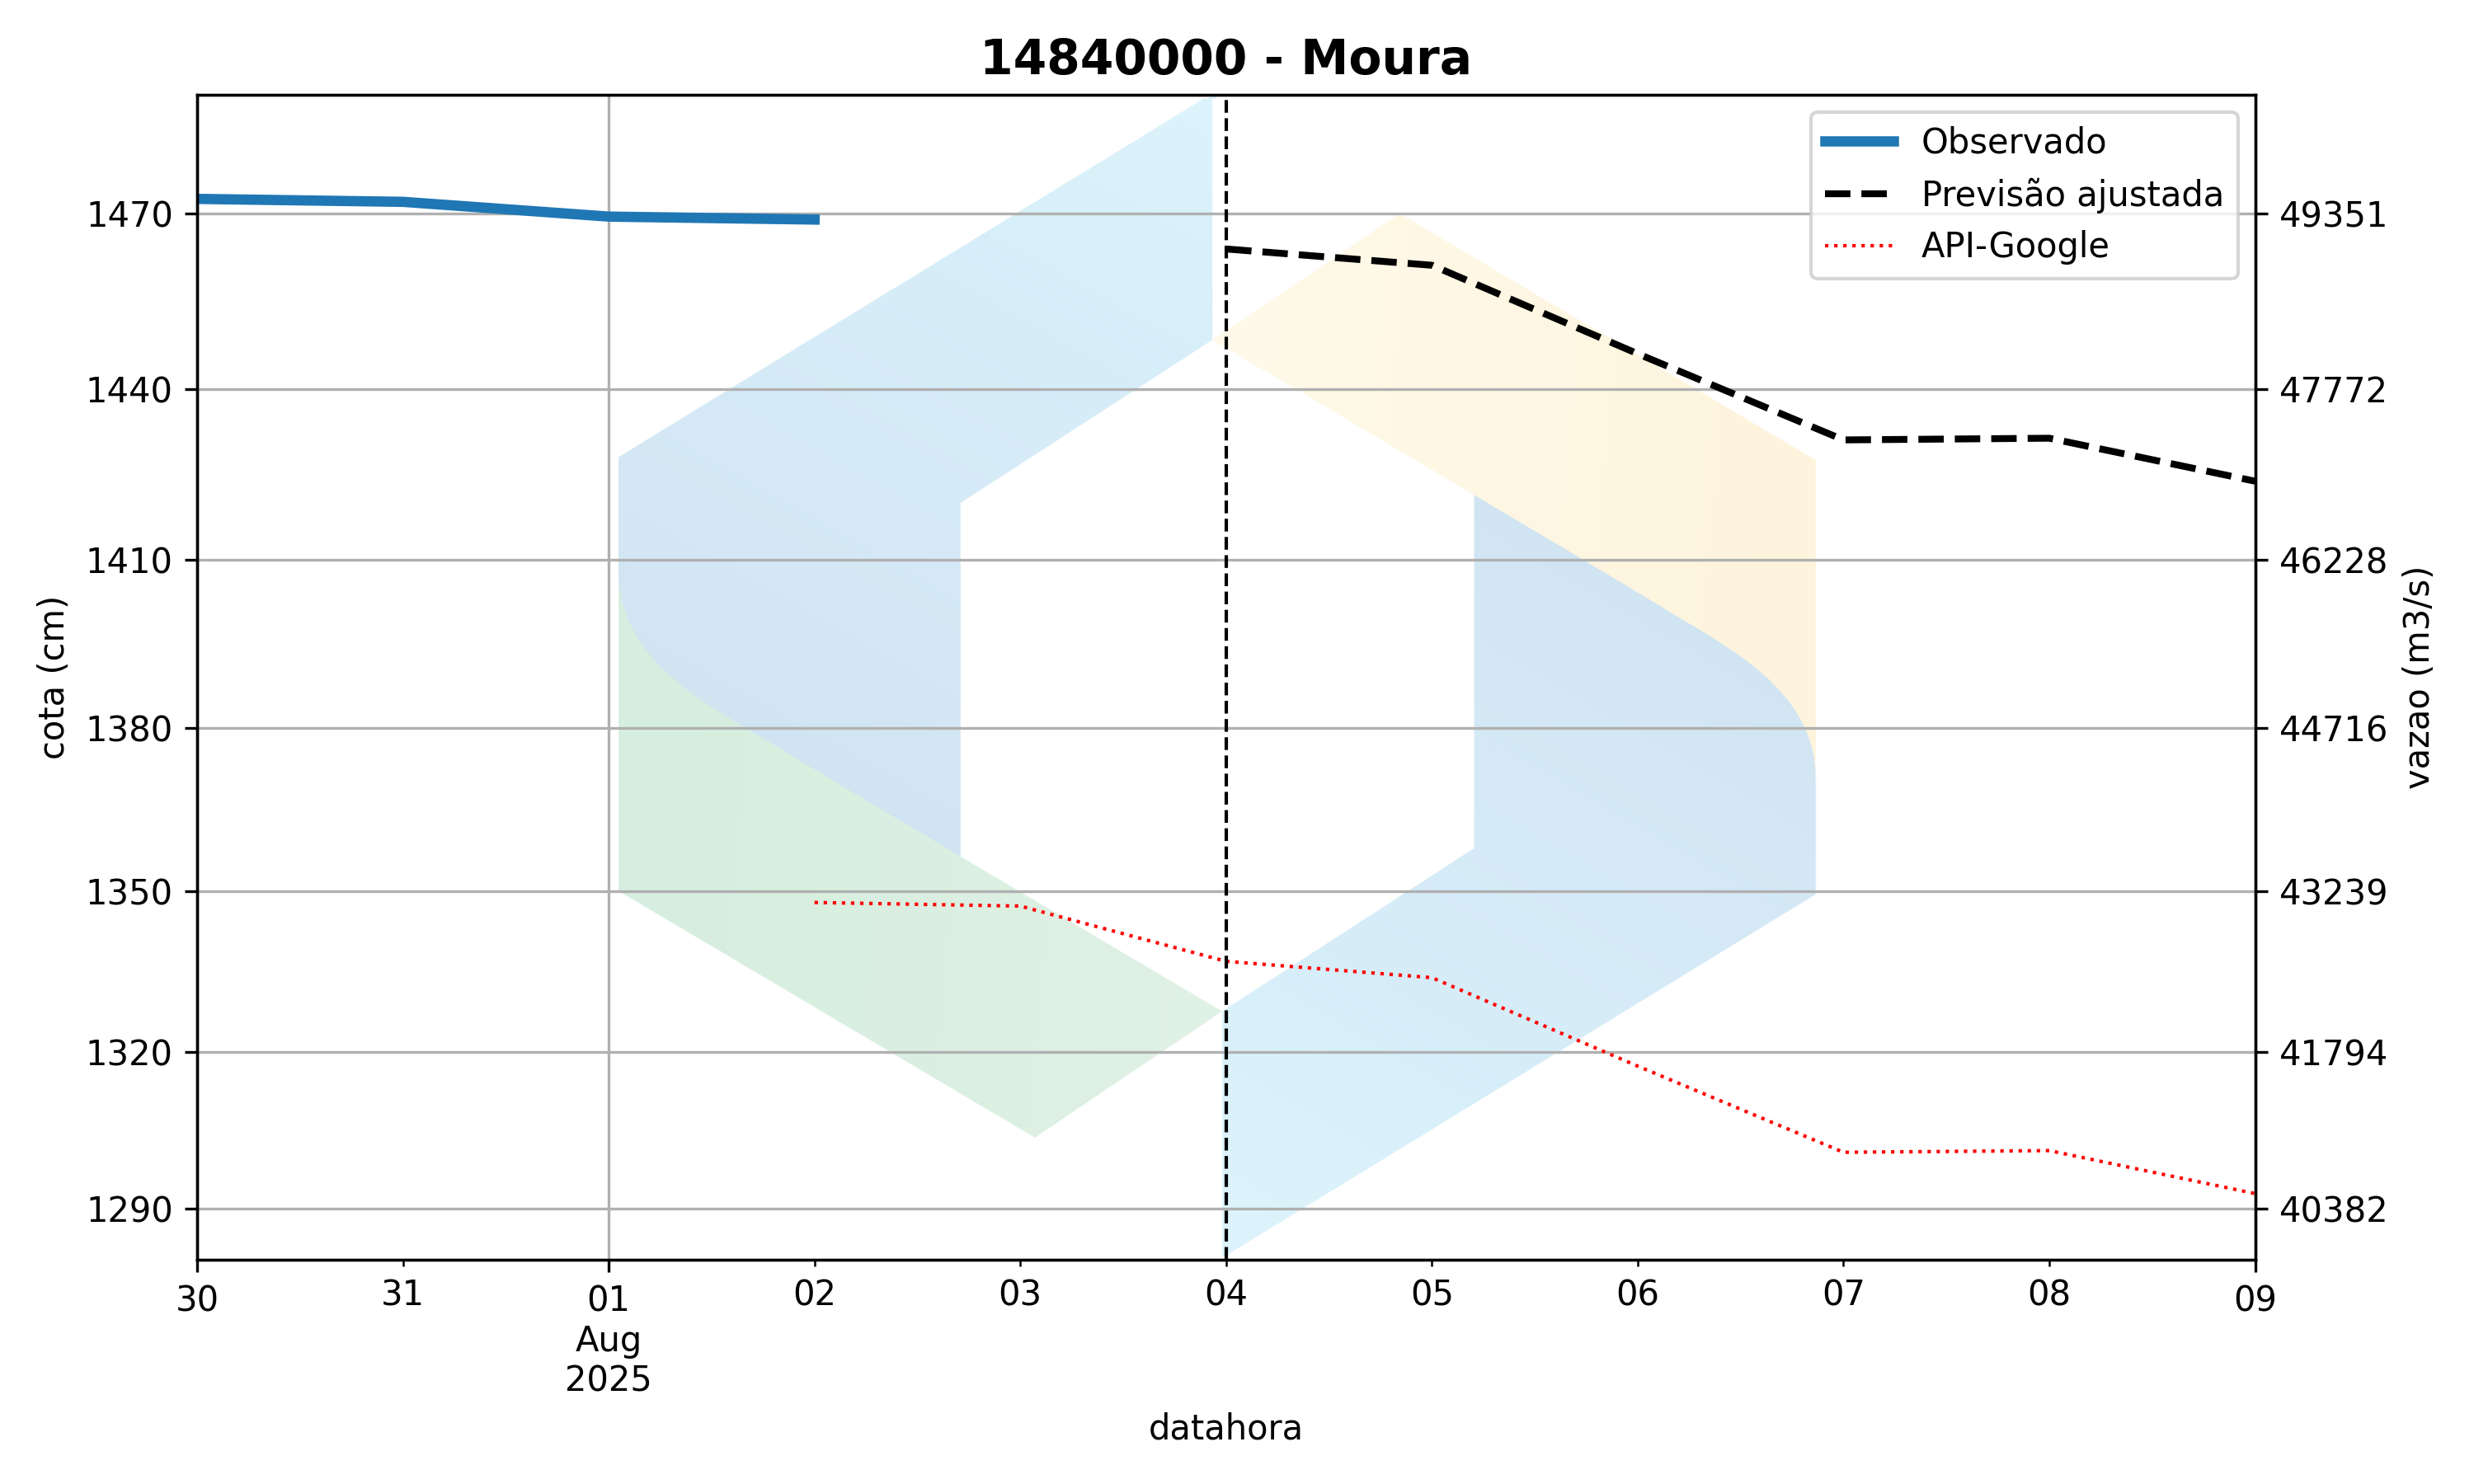 14840000 - Moura
Observado
Previsão ajustada
API-Google
1470
1440
1410
1380
1350
1320
1290
cota (cm)
49351
47772
46228
44716
43239
41794
40382
vazao (m3/s)
30 31 01 02 03 04 05 06 07 08 09
Aug
2025
datahora